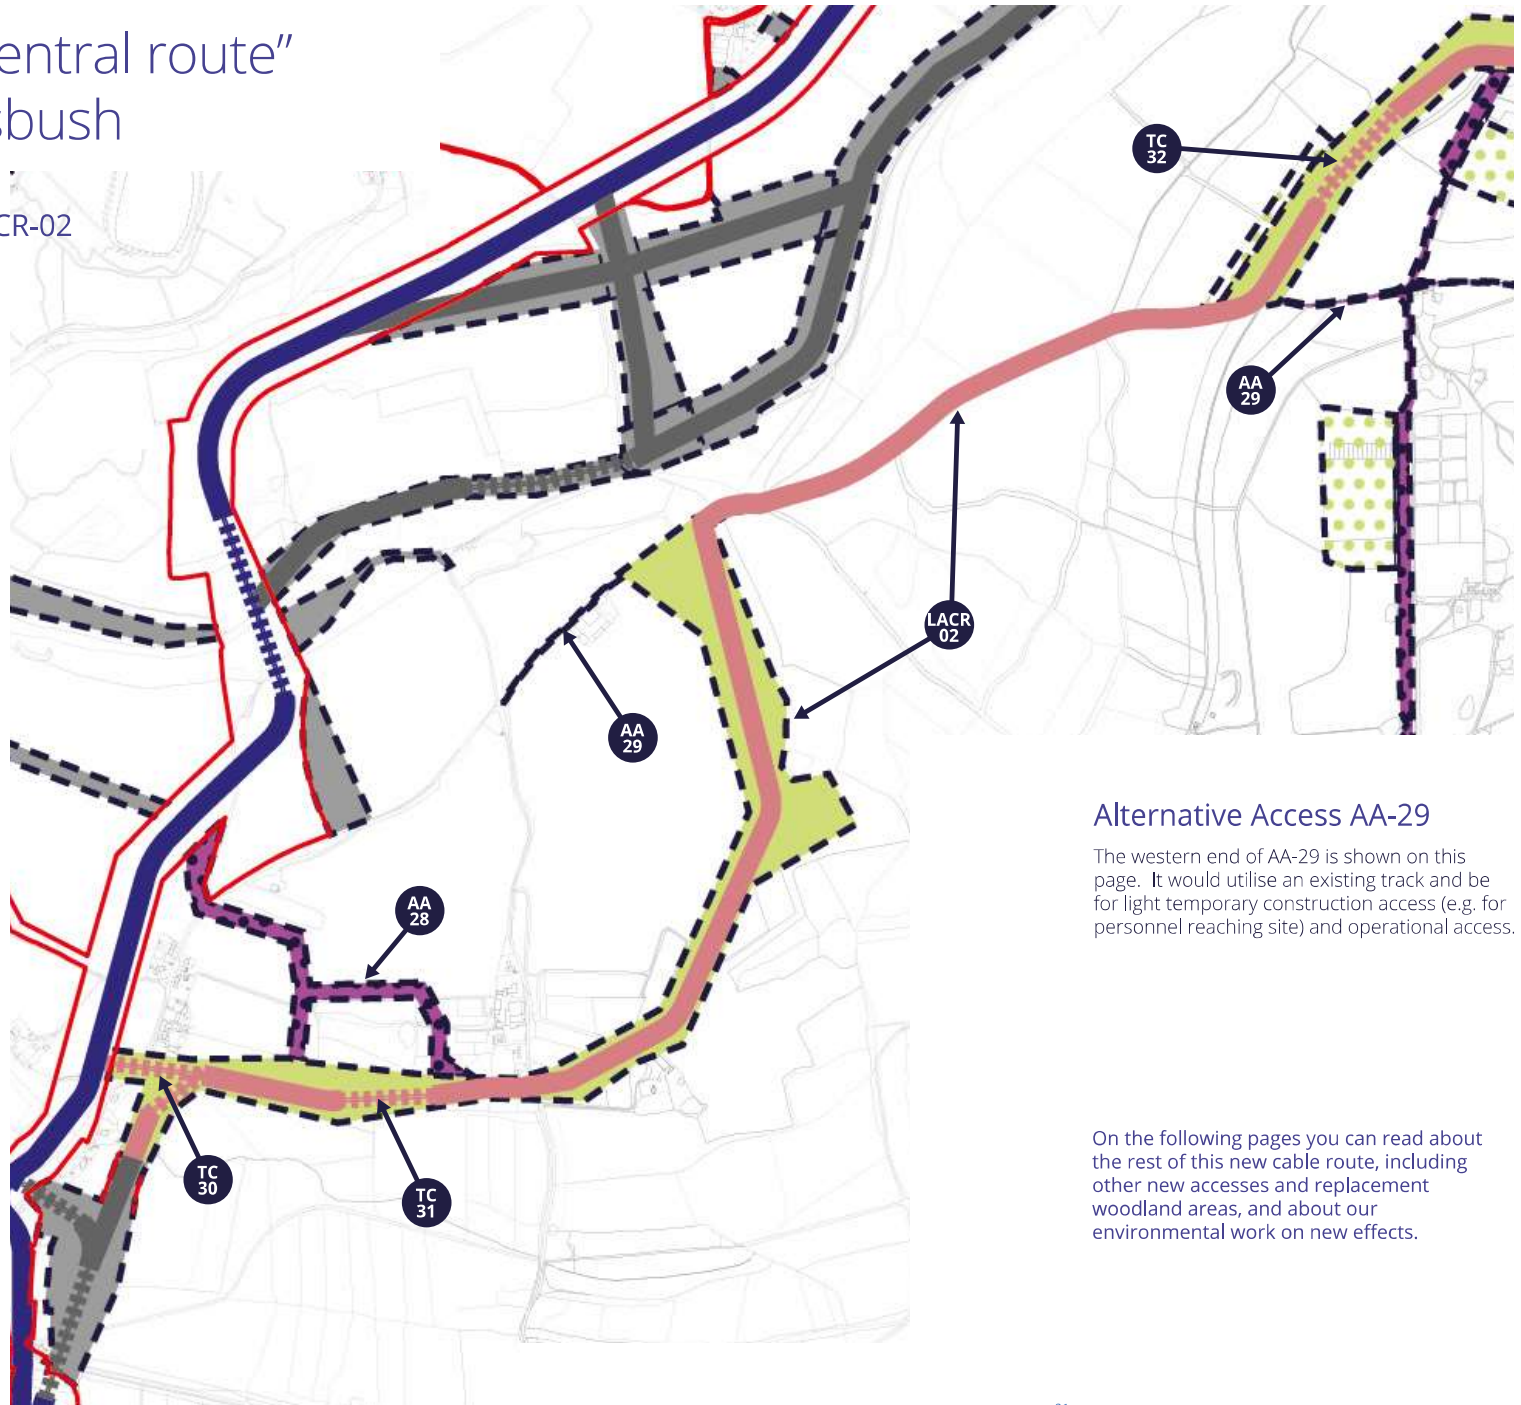 entral route”
sbush
CR-02
TC
32
AA
29
LACR
02
AA
29
AA
28
TC
30
TC
31
Alternative Access AA-29
The western end of AA-29 is shown on this
page. It would utilise an existing track and be
for light temporary construction access (e.g. for
personnel reaching site) and operational access.
On the following pages you can read about
the rest of this new cable route, including
other new accesses and replacement
woodland areas, and about our
environmental work on new effects.